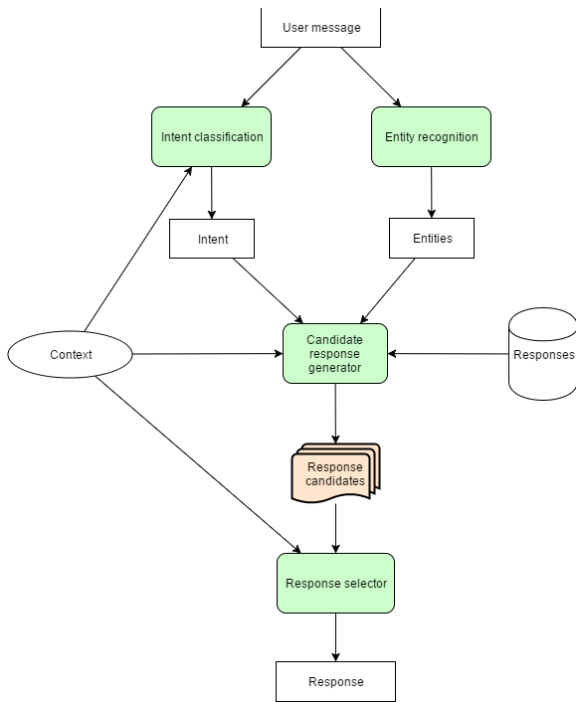 User message
Intent classification
Entity recognition
Intent
Entities
Context
Candidate
response
generator
Responses
Response
candidates
Response selector
Response